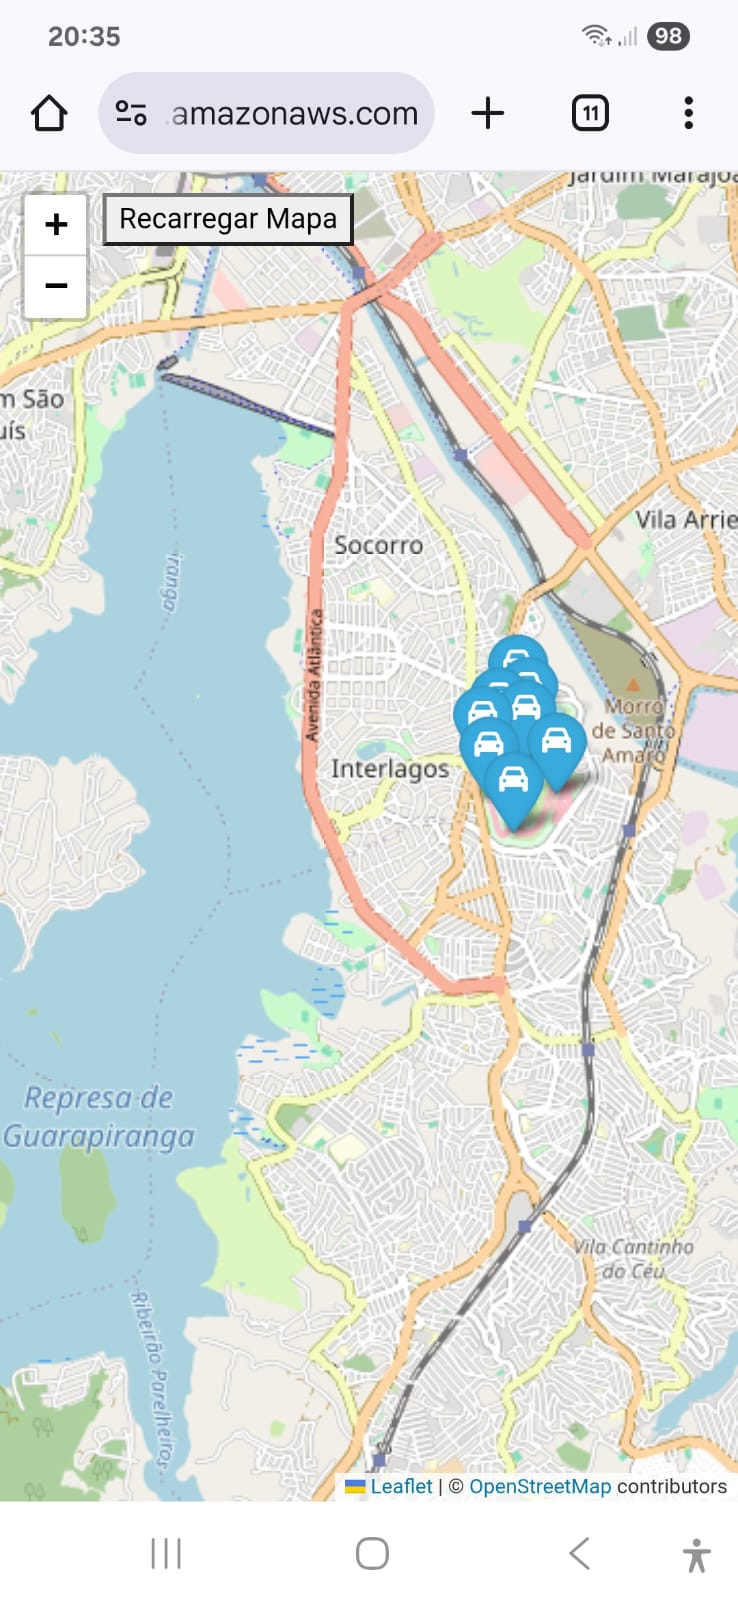 20:35
98
.amazonaws.com
11
Jardim Marajoa
+
Recarregar Mapa
−
m São
uís
Vila Arrie
Socorro
iranga
Avenida Atlântica
Morro
de Santo
Amaro
Interlagos
Represa de
Guarapiranga
Vila Cantinho
do Céu
Ribeirão Parelheiros
Leaflet | © OpenStreetMap contributors